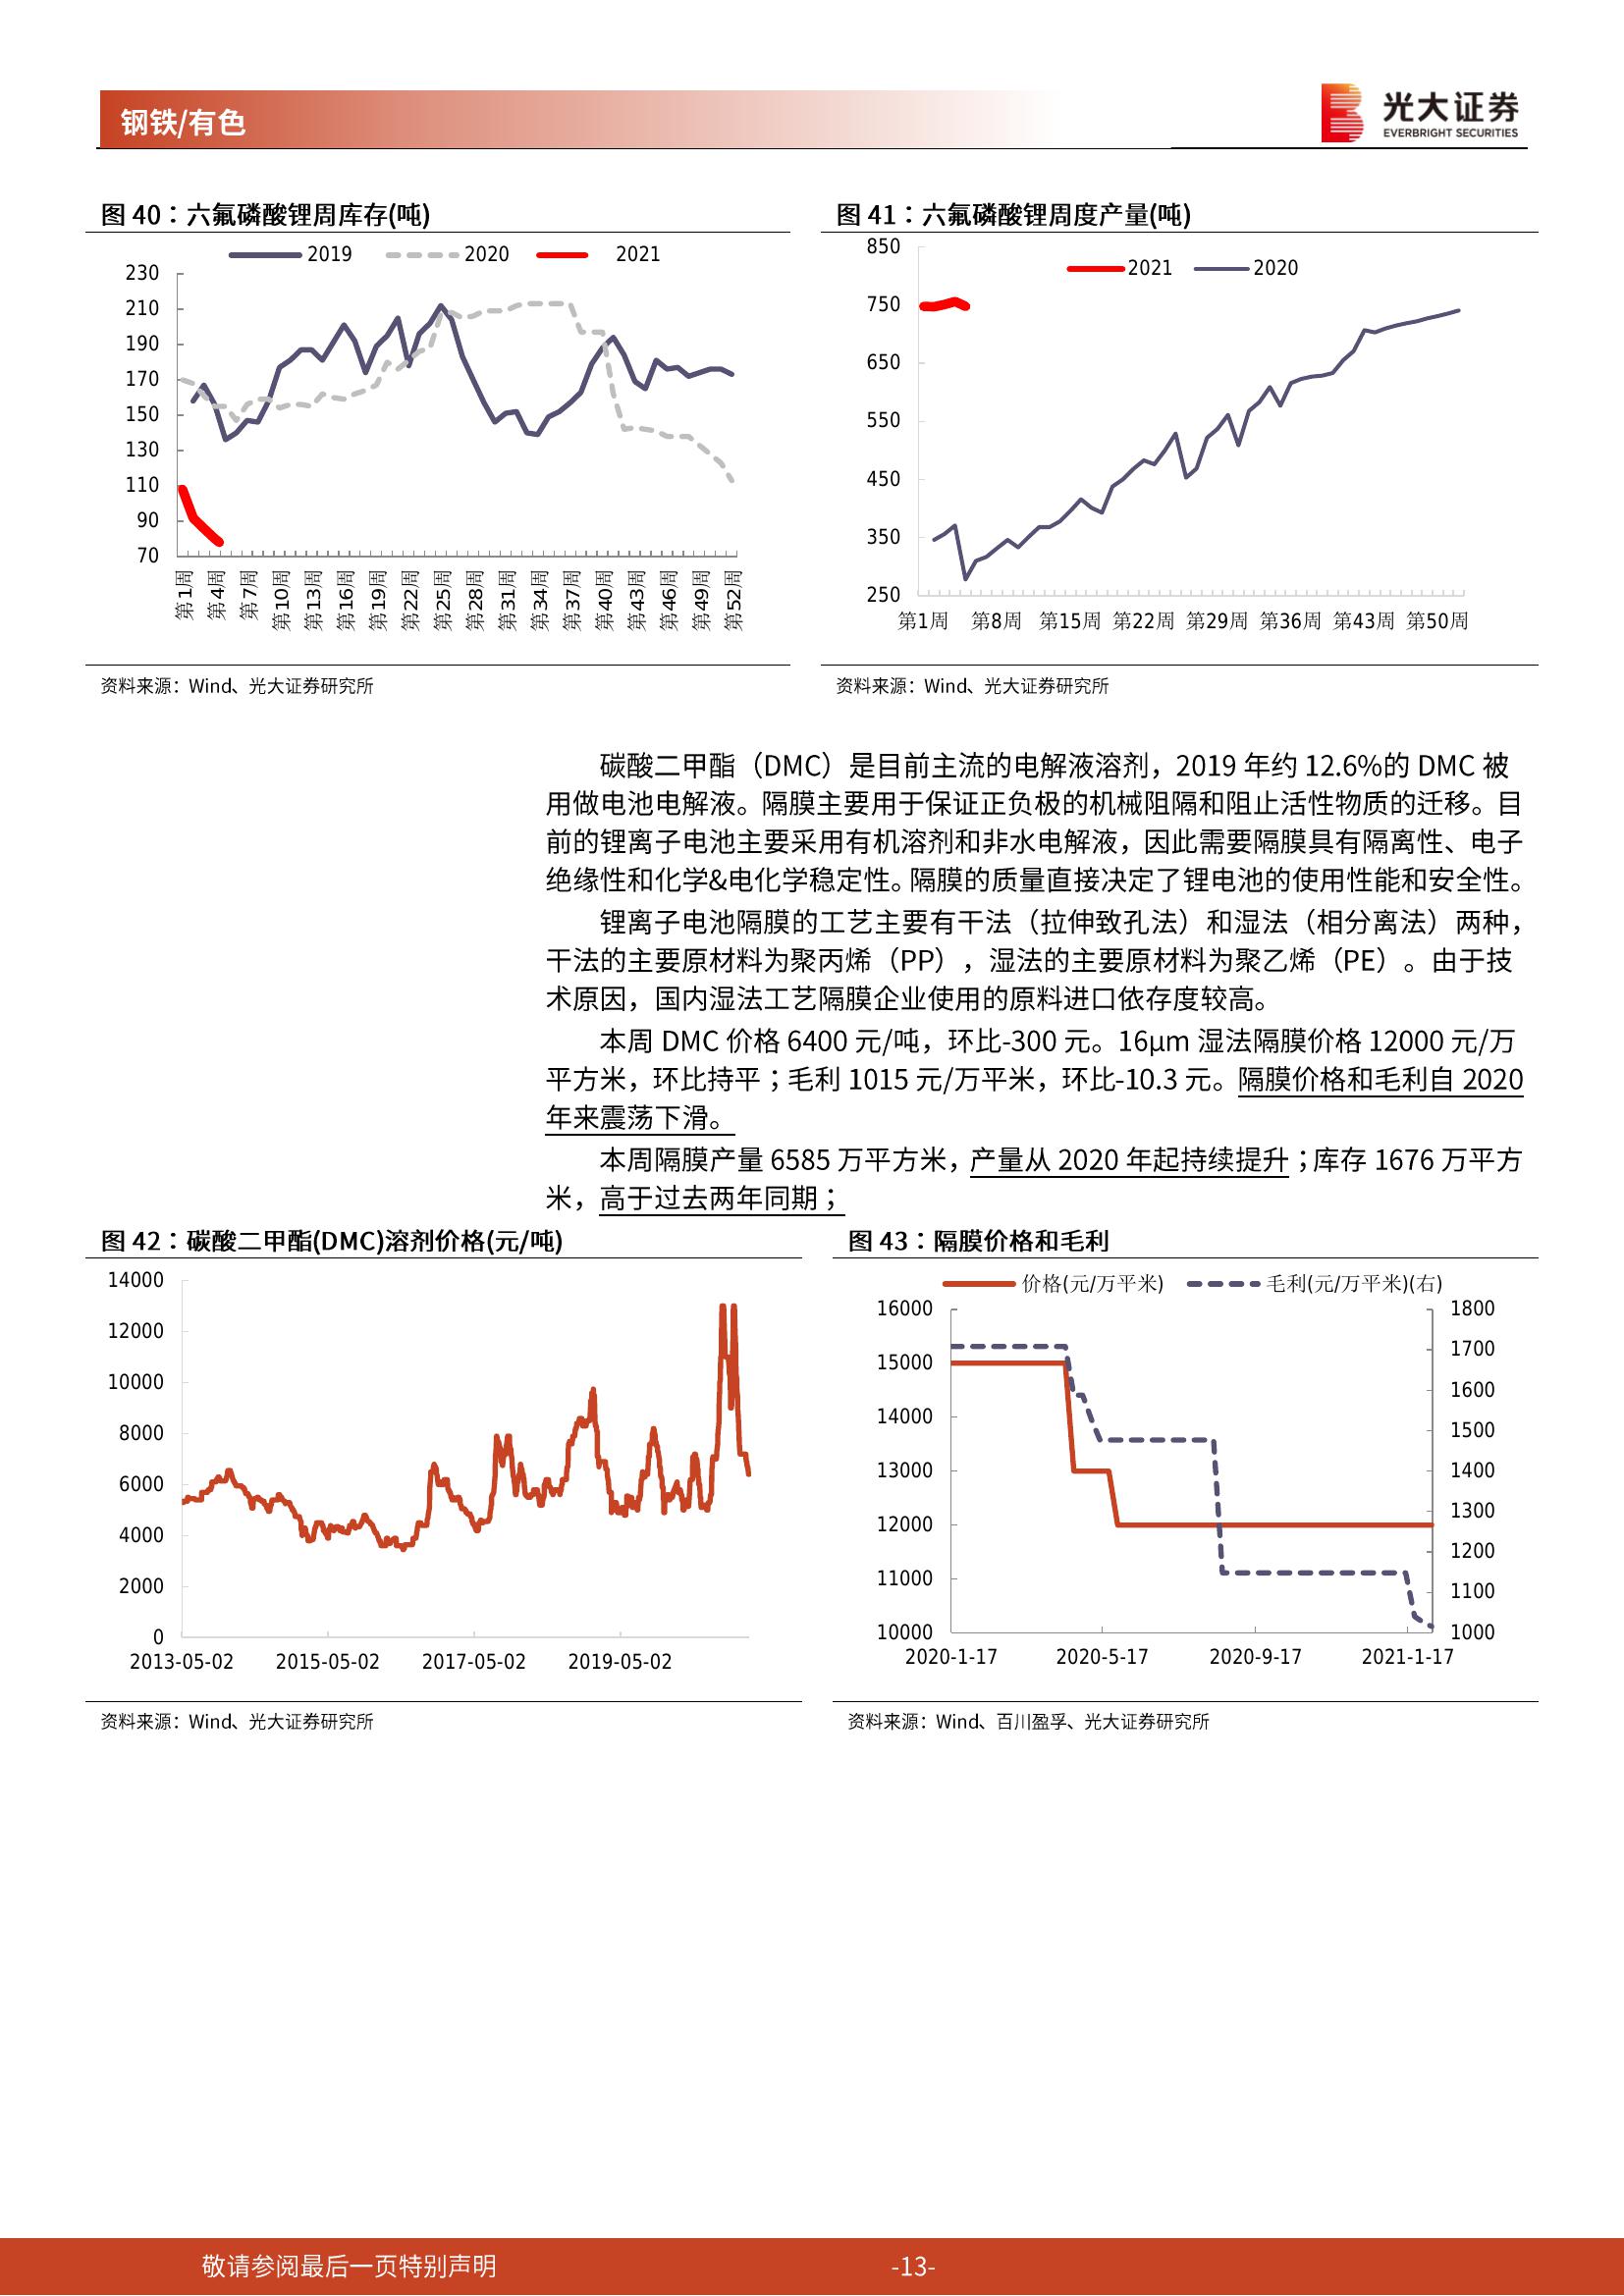 钢铁/有色
光大证券
EVERBRIGHT SECURITIES
图 40：六氟磷酸锂周库存(吨)
2019 2020 2021
230
210
190
170
150
130
110
90
70
第1周 第4周 第7周 第10周 第13周 第16周 第19周 第22周 第25周 第28周 第31周 第34周 第37周 第40周 第43周 第46周 第49周 第52周
资料来源：Wind、光大证券研究所
图 41：六氟磷酸锂周度产量(吨)
2021 2020
850
750
650
550
450
350
250
第1周 第8周 第15周 第22周 第29周 第36周 第43周 第50周
资料来源：Wind、光大证券研究所
碳酸二甲酯（DMC）是目前主流的电解液溶剂，2019 年约 12.6%的 DMC 被
用做电池电解液。隔膜主要用于保证正负极的机械阻隔和阻止活性物质的迁移。目
前的锂离子电池主要采用有机溶剂和非水电解液，因此需要隔膜具有隔离性、电子
绝缘性和化学&电化学稳定性。隔膜的质量直接决定了锂电池的使用性能和安全性。
锂离子电池隔膜的工艺主要有干法（拉伸致孔法）和湿法（相分离法）两种，
干法的主要原材料为聚丙烯（PP），湿法的主要原材料为聚乙烯（PE）。由于技
术原因，国内湿法工艺隔膜企业使用的原料进口依存度较高。
本周 DMC 价格 6400 元/吨，环比-300 元。16μm 湿法隔膜价格 12000 元/万
平方米，环比持平；毛利 1015 元/万平米，环比-10.3 元。隔膜价格和毛利自 2020
年来震荡下滑。
本周隔膜产量 6585 万平方米，产量从 2020 年起持续提升；库存 1676 万平方
米，高于过去两年同期；
图 42：碳酸二甲酯(DMC)溶剂价格(元/吨)
14000
12000
10000
8000
6000
4000
2000
0
2013-05-02 2015-05-02 2017-05-02 2019-05-02
资料来源：Wind、光大证券研究所
图 43：隔膜价格和毛利
价格(元/万平米) 毛利(元/万平米)(右)
16000
15000
14000
13000
12000
11000
10000
1800
1700
1600
1500
1400
1300
1200
1100
1000
2020-1-17 2020-5-17 2020-9-17 2021-1-17
资料来源：Wind、百川盈孚、光大证券研究所
敬请参阅最后一页特别声明 -13-